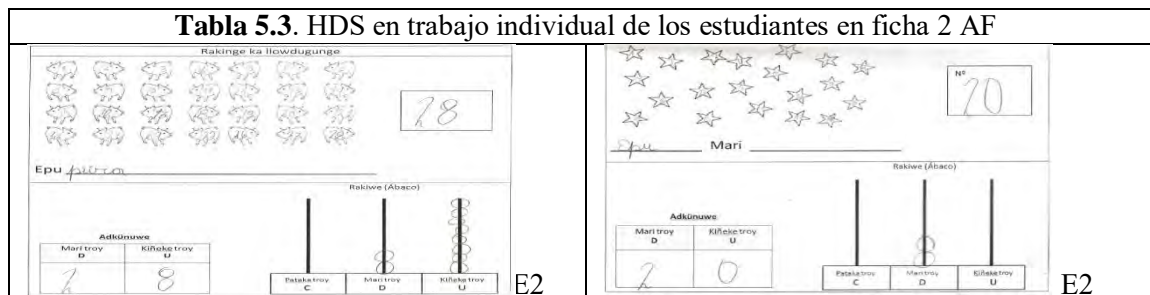 Tabla 5.3. HDS en trabajo individual de los estudiantes en ficha 2 AF
Rakinge ka llowdugunge
28
Epu
Rakiwe (Ábaco)
Adkünuwe
Mari troy
D
Kiñeke troy
U
2
8
Pataka troy
C
Mari troy
D
Kiñeke troy
U
E2
Nº
20
Epu Mari
Rakiwe (Ábaco)
Adkünuwe
Mari troy
D
Kiñeke troy
U
2
0
Pataka troy
C
Mari troy
D
Kiñeke troy
U
E2